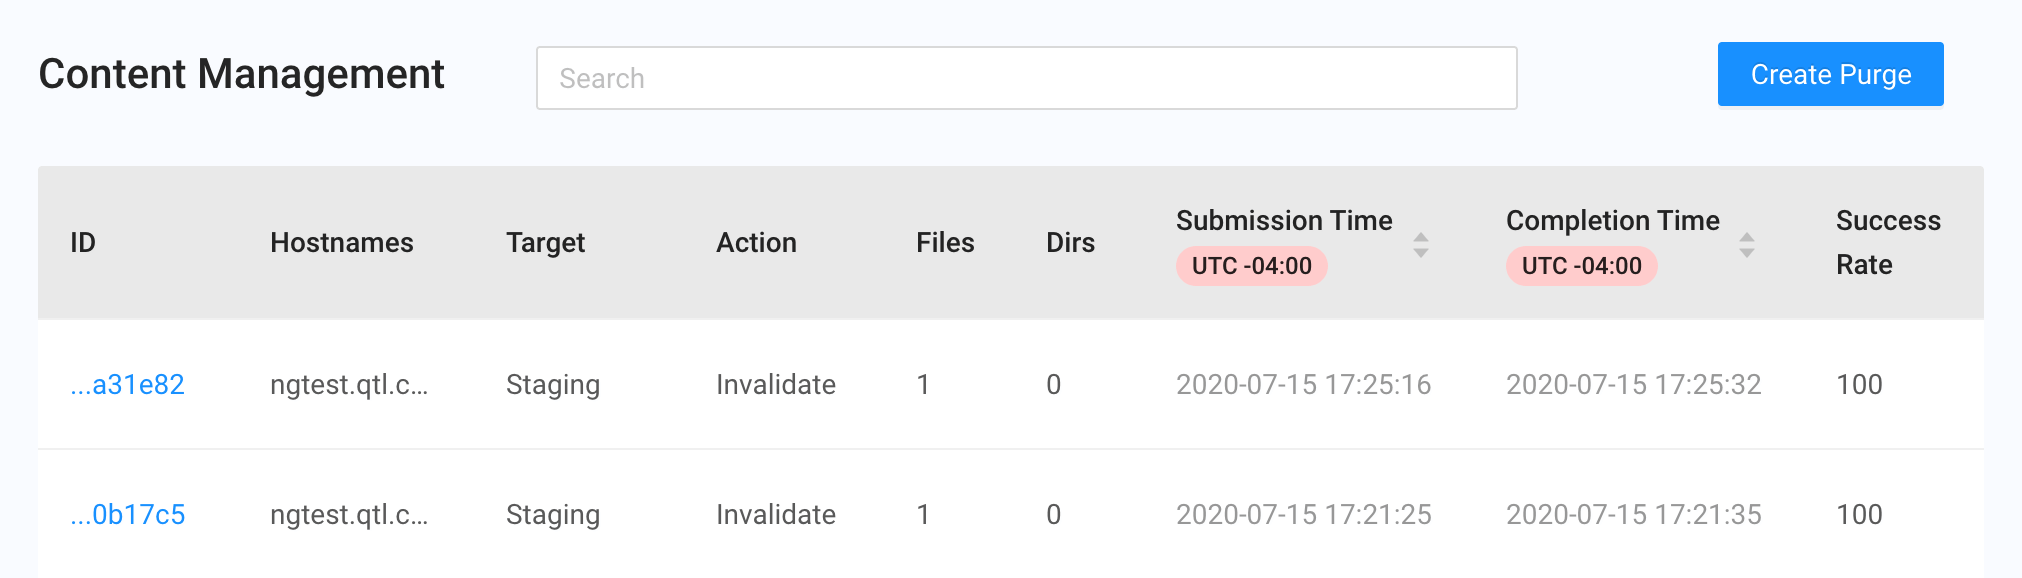 Content Management Search Create Purge
ID Hostnames Target Action Files Dirs Submission Time UTC -04:00 Completion Time UTC -04:00 Success Rate
...a31e82 ngtest.qtl.c... Staging Invalidate 1 0 2020-07-15 17:25:16 2020-07-15 17:25:32 100
...0b17c5 ngtest.qtl.c... Staging Invalidate 1 0 2020-07-15 17:21:25 2020-07-15 17:21:35 100